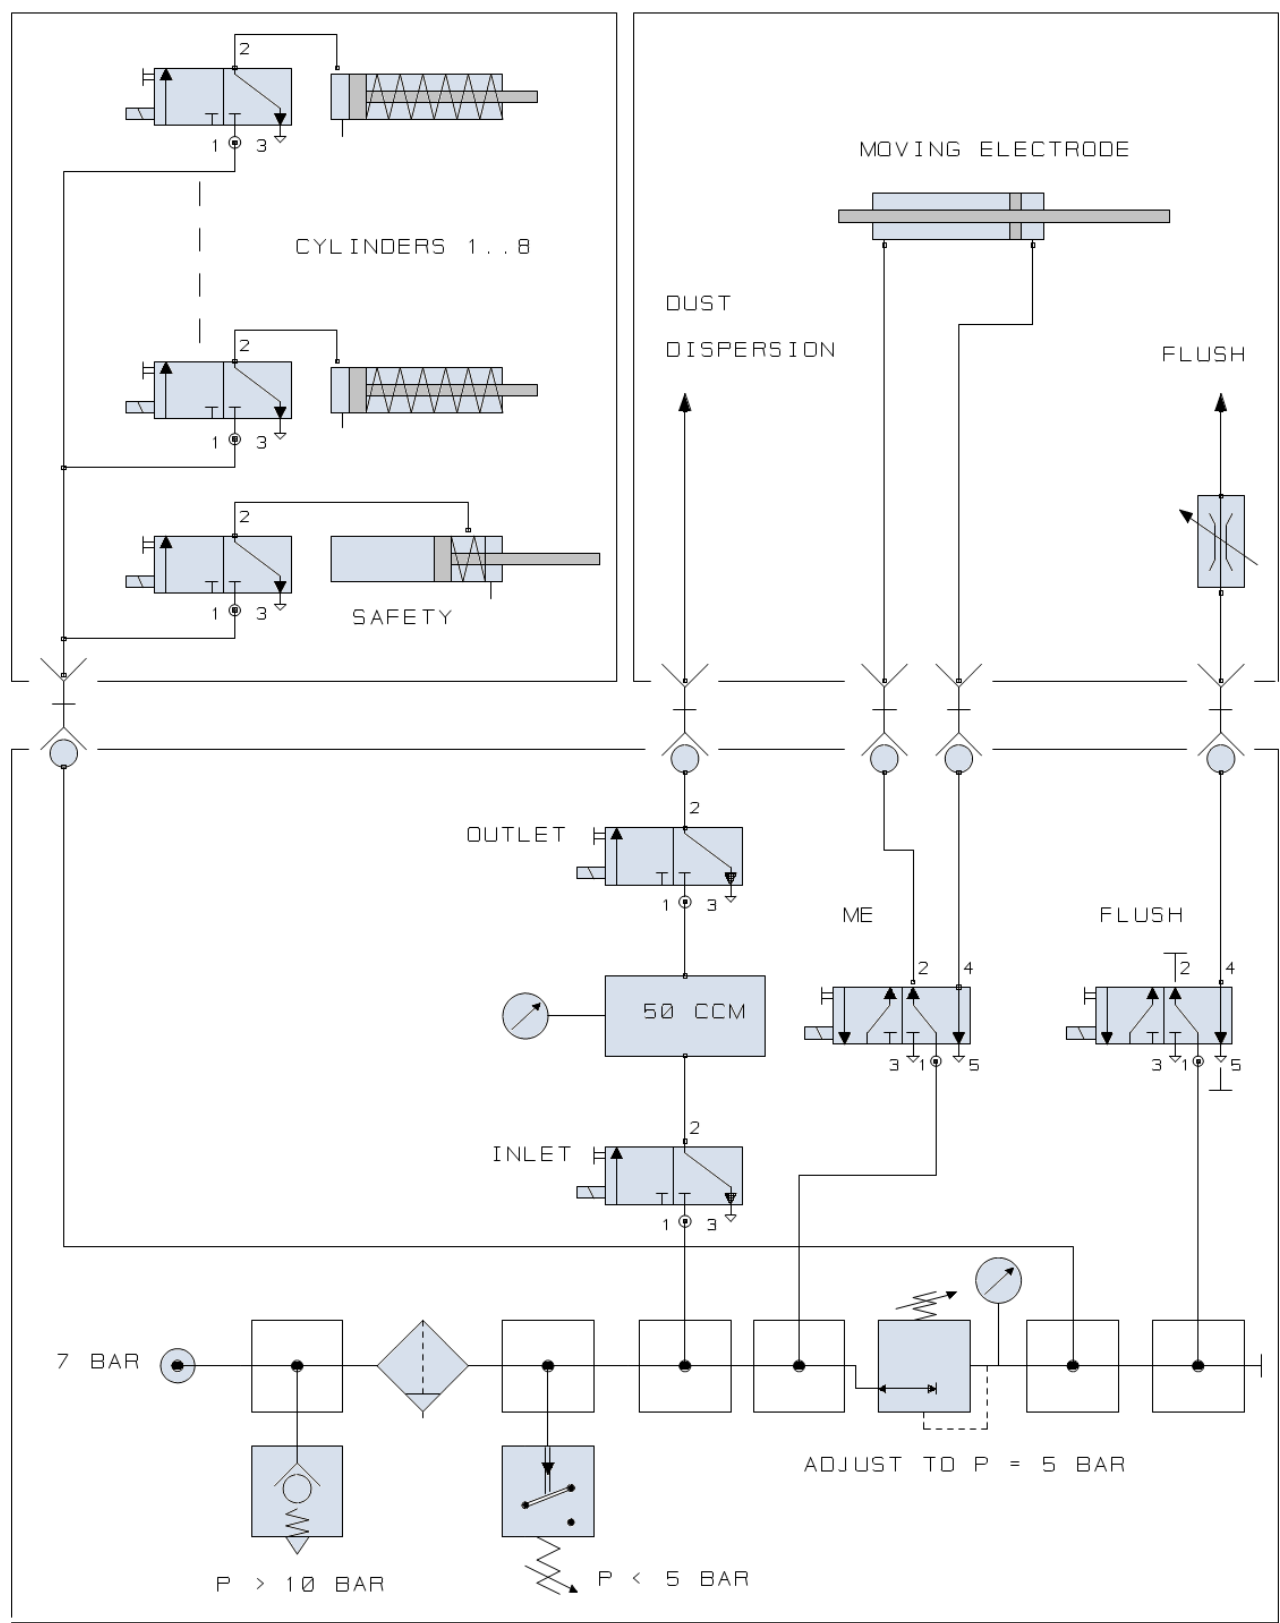 2
1 3
CYLINDERS 1..8
2
1 3
2
1 3
SAFETY
MOVING ELECTRODE
DUST
DISPERSION
FLUSH
2
OUTLET
1 3
ME
FLUSH
2 4
2 4
50 CCM
3 1 5
3 1 5
2
INLET
1 3
7 BAR
ADJUST TO P = 5 BAR
P > 10 BAR
P < 5 BAR